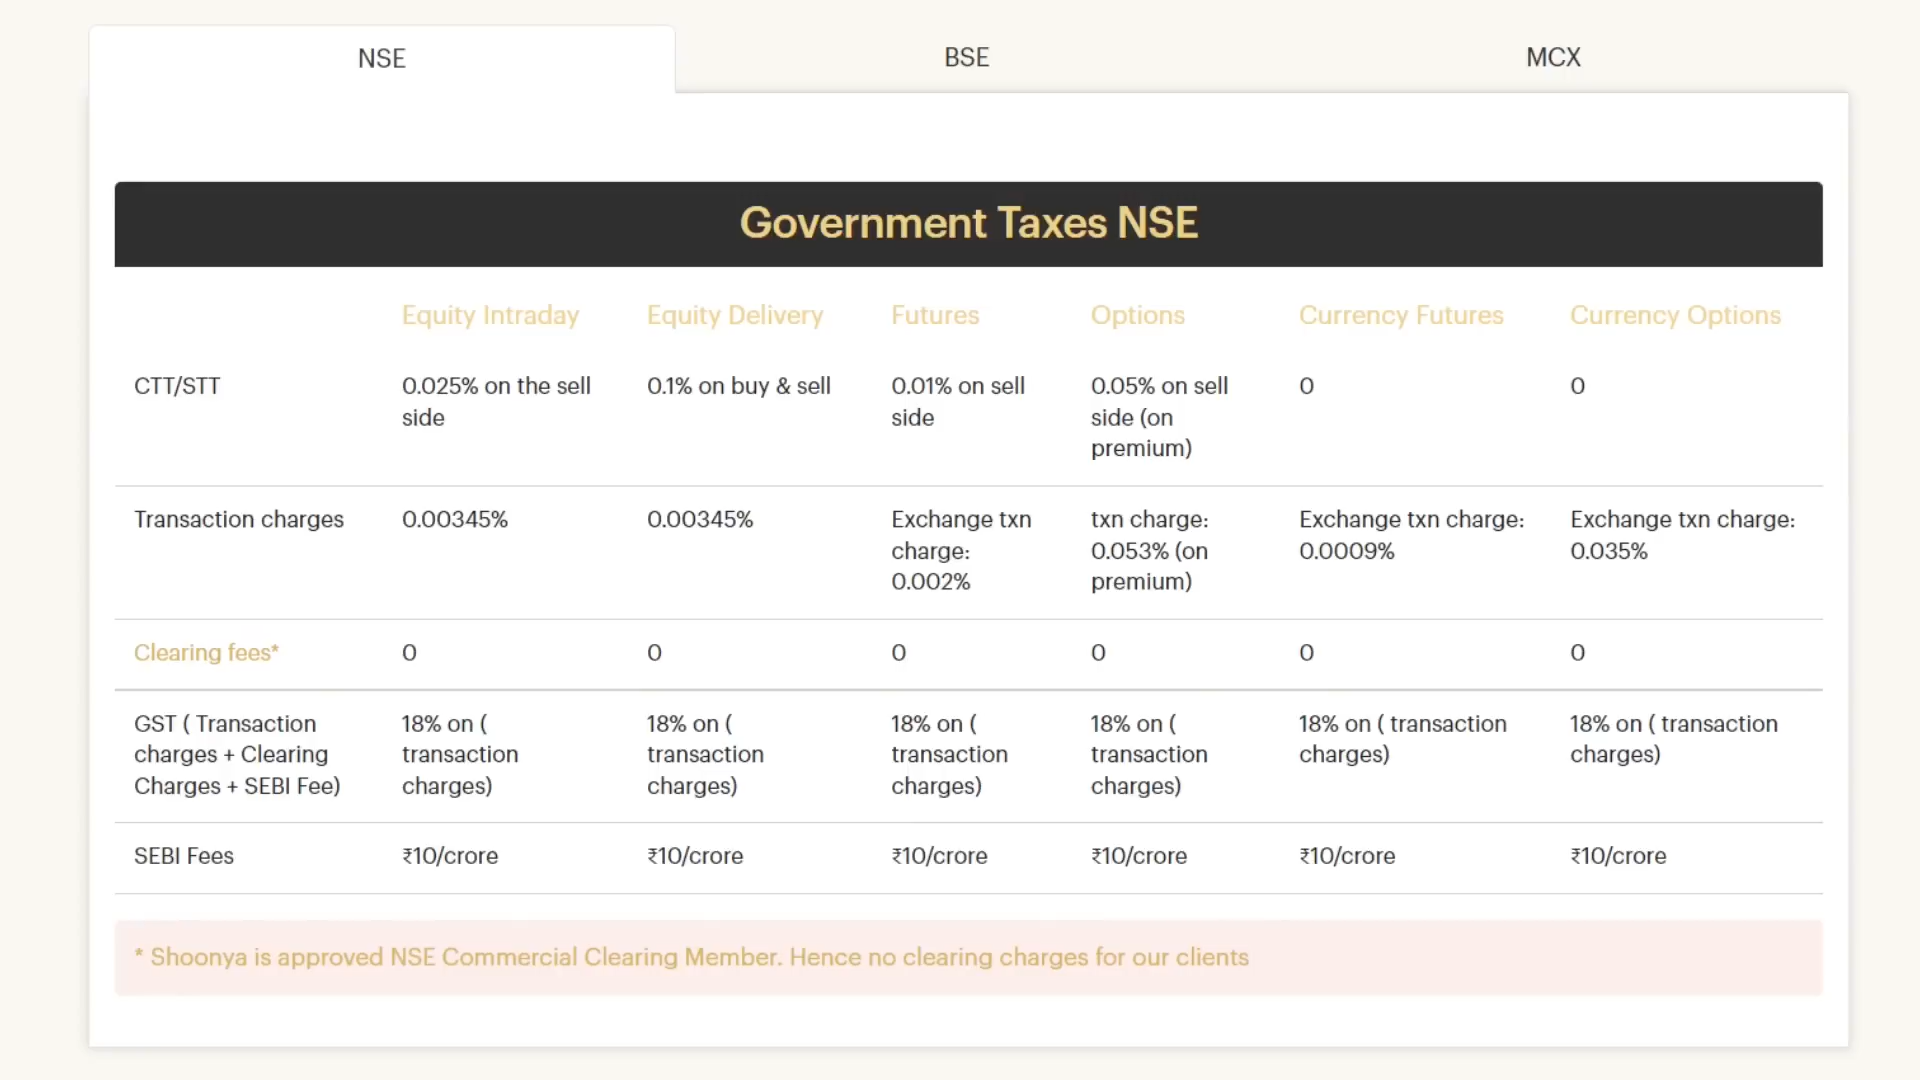 NSE
BSE
MCX
Government Taxes NSE
Equity Intraday
Equity Delivery
Futures
Options
Currency Futures
Currency Options
CTT/STT
0.025% on the sell
side
0.1% on buy & sell
0.01% on sell
side
0.05% on sell
side (on
premium)
0
0
Transaction charges
0.00345%
0.00345%
Exchange txn
charge:
0.002%
txn charge:
0.053% (on
premium)
Exchange txn charge:
0.0009%
Exchange txn charge:
0.035%
Clearing fees*
0
0
0
0
0
0
GST ( Transaction
charges + Clearing
Charges + SEBI Fee)
18% on (
transaction
charges)
18% on (
transaction
charges)
18% on (
transaction
charges)
18% on (
transaction
charges)
18% on ( transaction
charges)
18% on ( transaction
charges)
SEBI Fees
₹10/crore
₹10/crore
₹10/crore
₹10/crore
₹10/crore
₹10/crore
* Shoonya is approved NSE Commercial Clearing Member. Hence no clearing charges for our clients